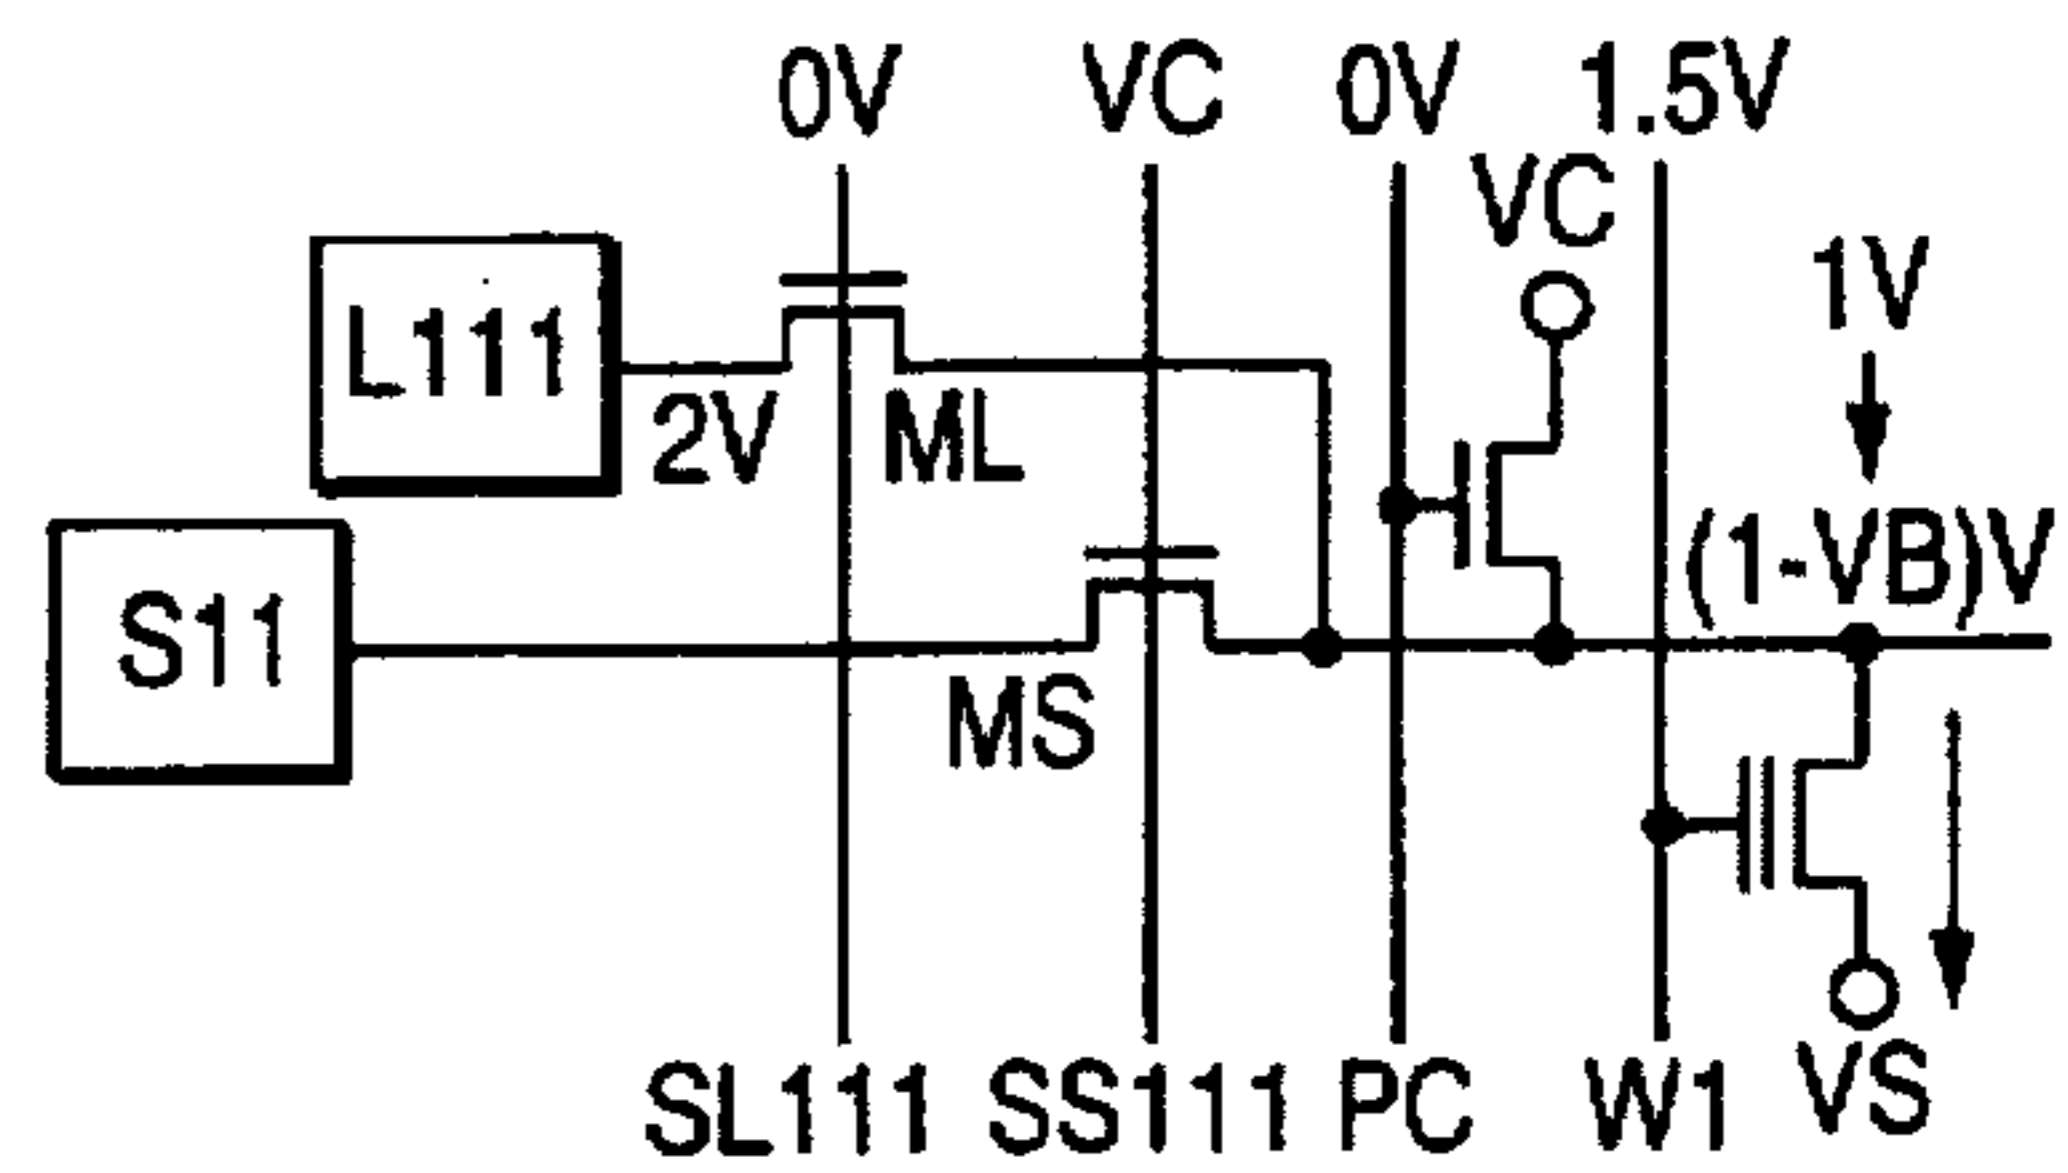 0V VC 0V 1.5V
VC
1V
L111
2V ML
(1-VB)V
S11
MS
SL111 SS111 PC W1 VS